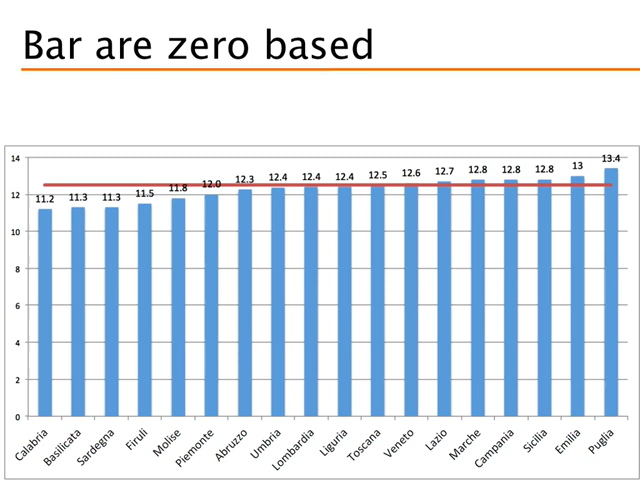 Bar are zero based
14
12
10
8
6
4
2
0
11.2 11.3 11.3 11.5 11.8 12.0 12.3 12.4 12.4 12.4 12.5 12.6 12.7 12.8 12.8 12.8 13 13.4
Calabria Basilicata Sardegna Firuli Molise Piemonte Abruzzo Umbria Lombardia Liguria Toscana Veneto Lazio Marche Campania Sicilia Emilia Puglia